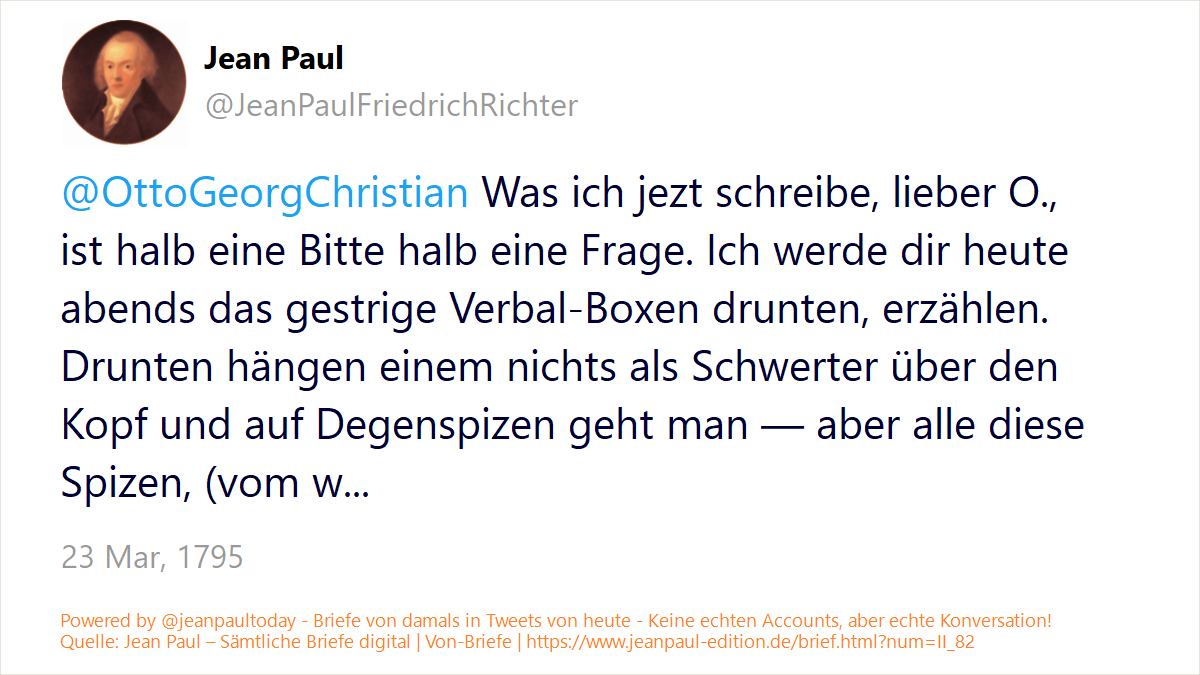 Jean Paul
@JeanPaulFriedrichRichter
@OttoGeorgChristian Was ich jezt schreibe, lieber O.,
ist halb eine Bitte halb eine Frage. Ich werde dir heute
abends das gestrige Verbal-Boxen drunten, erzählen.
Drunten hängen einem nichts als Schwerter über den
Kopf und auf Degenspizen geht man — aber alle diese
Spizen, (vom w...
23 Mar, 1795
Powered by @jeanpaultoday - Briefe von damals in Tweets von heute - Keine echten Accounts, aber echte Konversation!
Quelle: Jean Paul – Sämtliche Briefe digital | Von-Briefe | https://www.jeanpaul-edition.de/brief.html?num=II_82